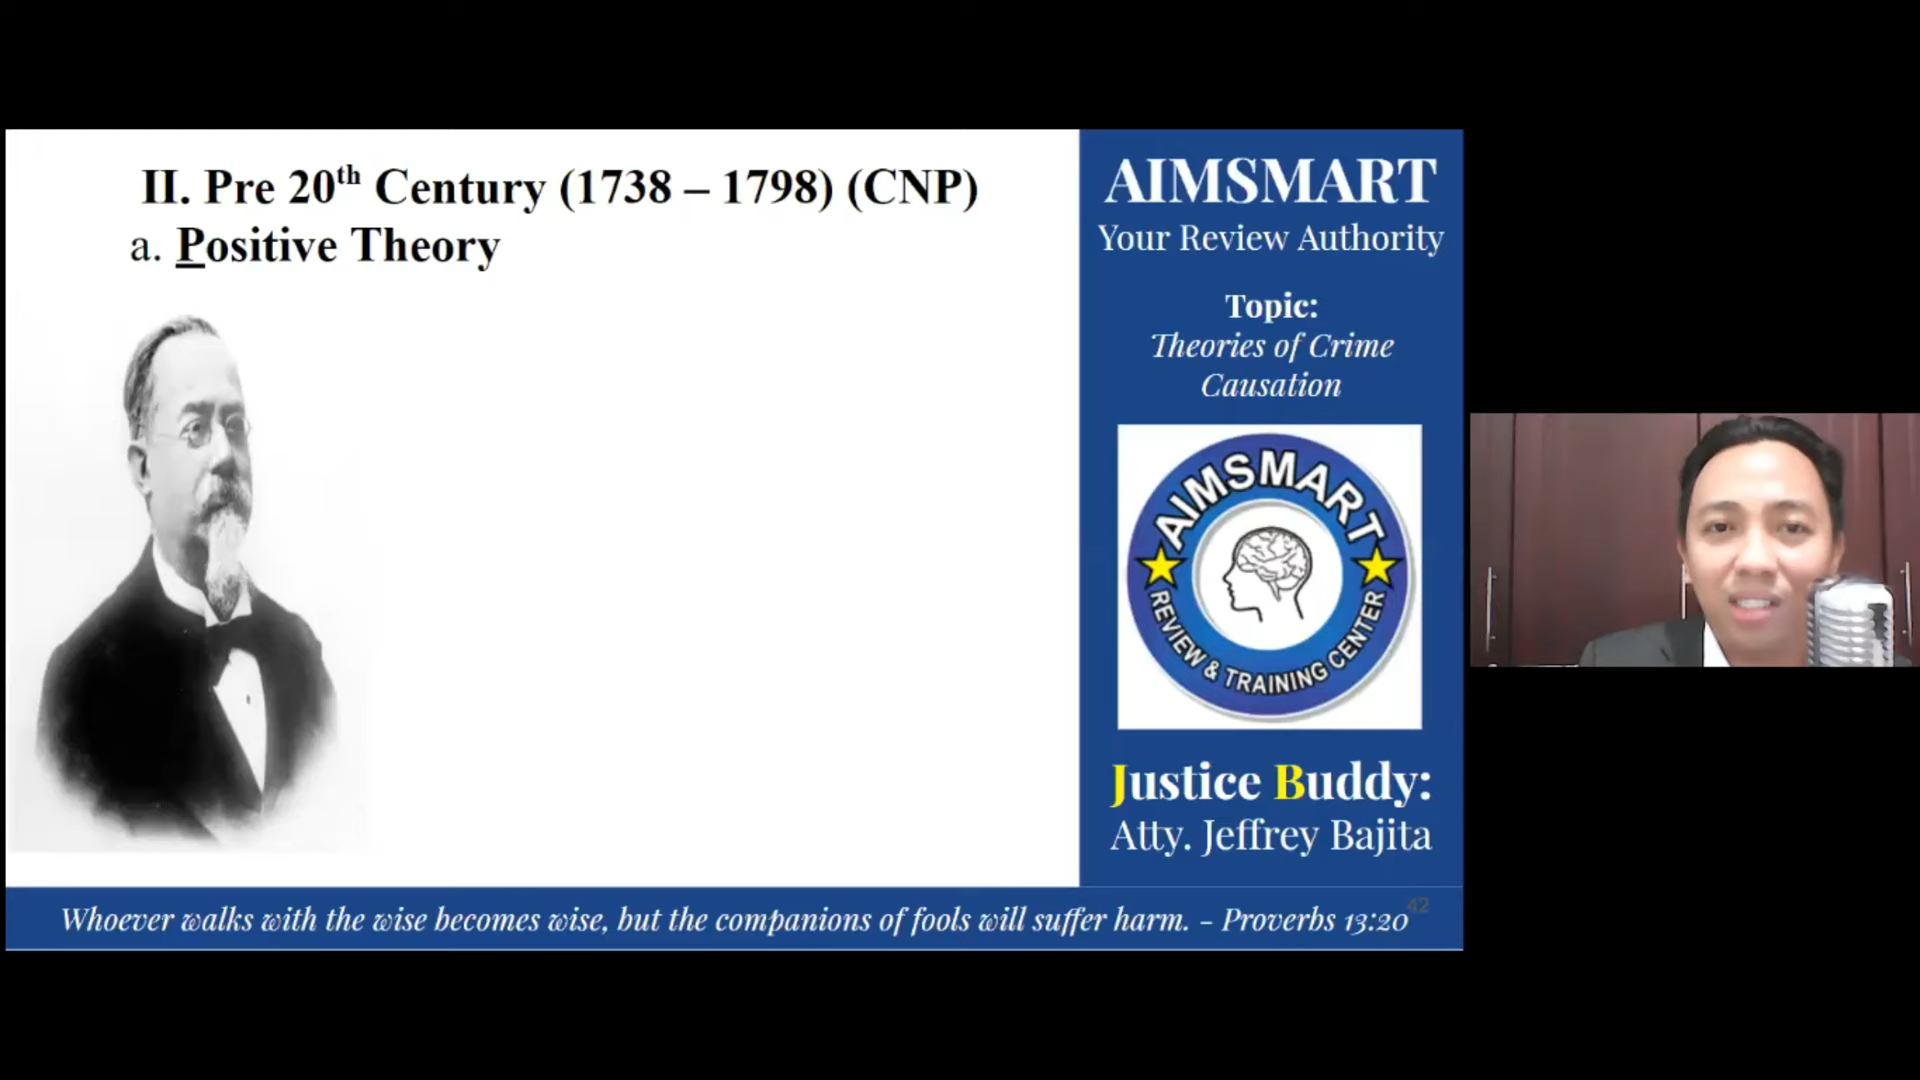 II. Pre 20th Century (1738 – 1798) (CNP)
a. Positive Theory
AIMSMART
Your Review Authority
Topic:
Theories of Crime
Causation
AIMSMART
REVIEW & TRAINING CENTER
Justice Buddy:
Atty. Jeffrey Bajita
Whoever walks with the wise becomes wise, but the companions of fools will suffer harm. – Proverbs 13:20
42